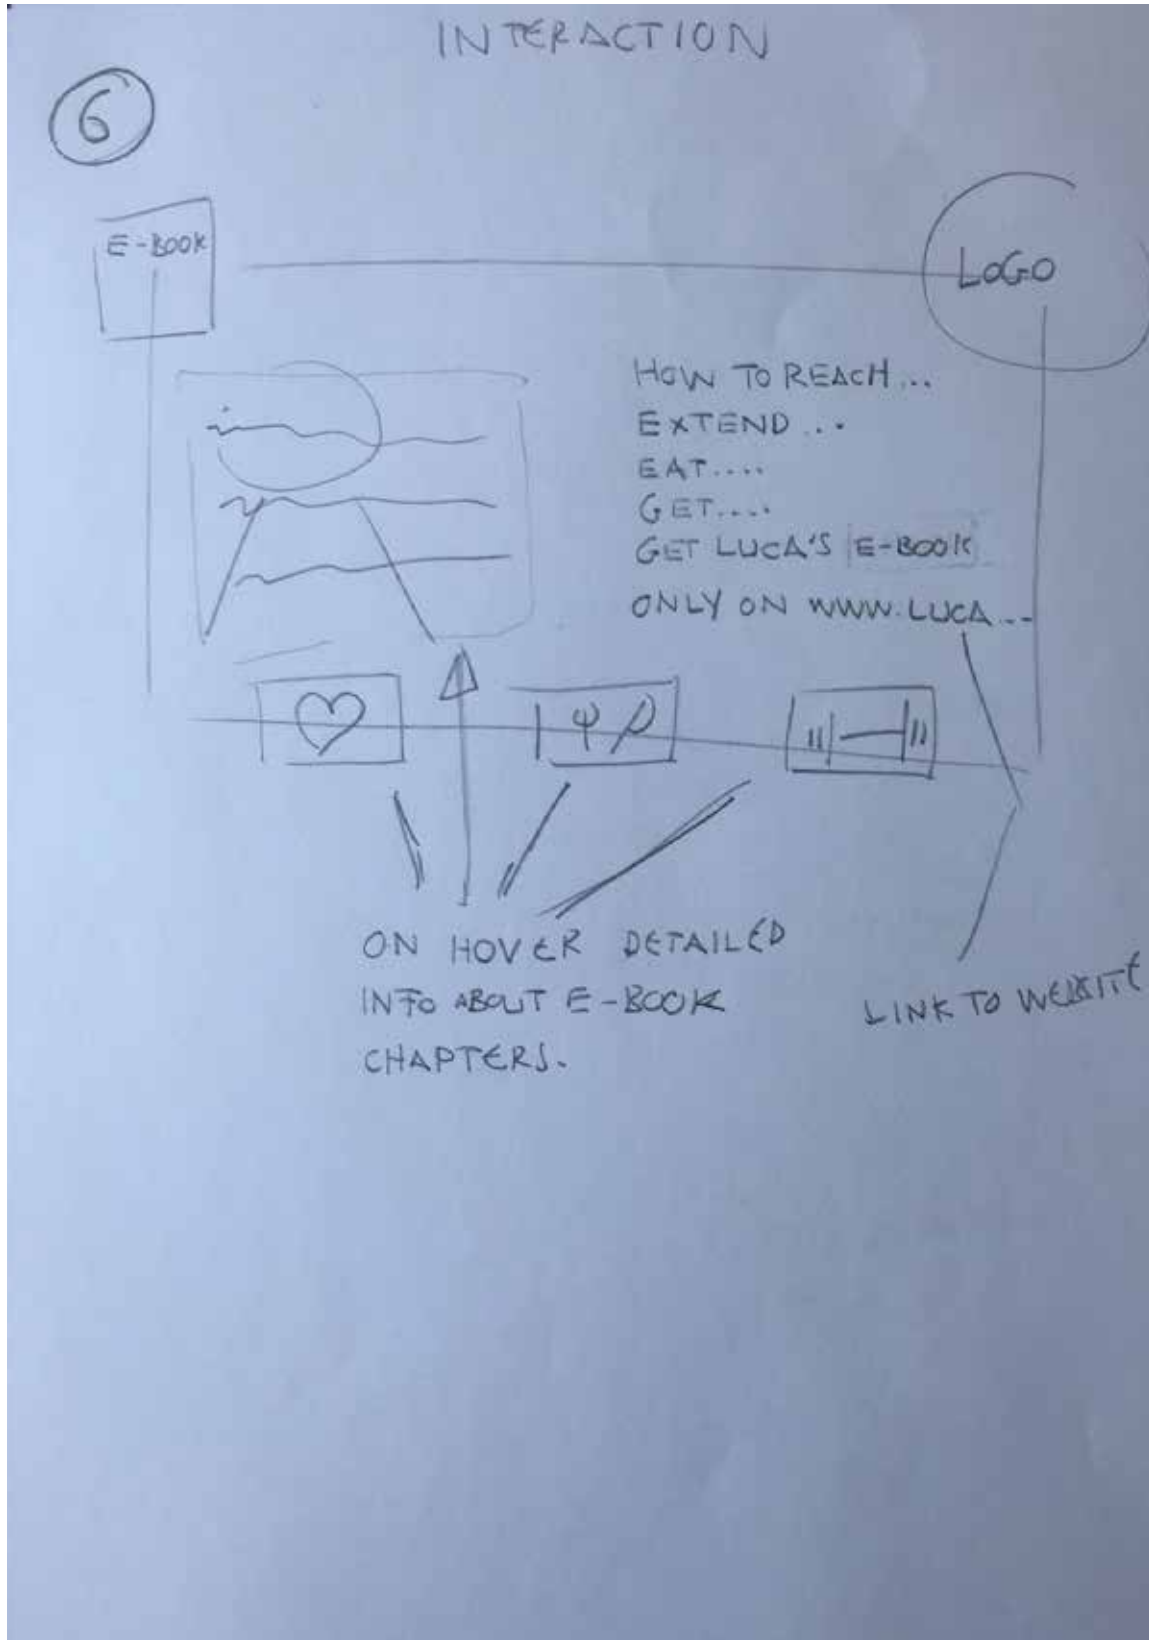 INTERACTION
6
E-BOOK
LOGO
HOW TO REACH...
EXTEND...
EAT....
GET....
GET LUCA'S E-BOOK
ONLY ON WWW.LUCA...
ON HOVER DETAILED
INFO ABOUT E-BOOK
CHAPTERS.
LINK TO WEBSITE